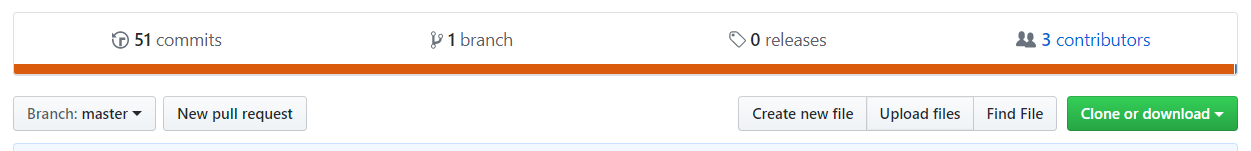 51 commits 1 branch 0 releases 3 contributors
Branch: master New pull request Create new file Upload files Find File Clone or download